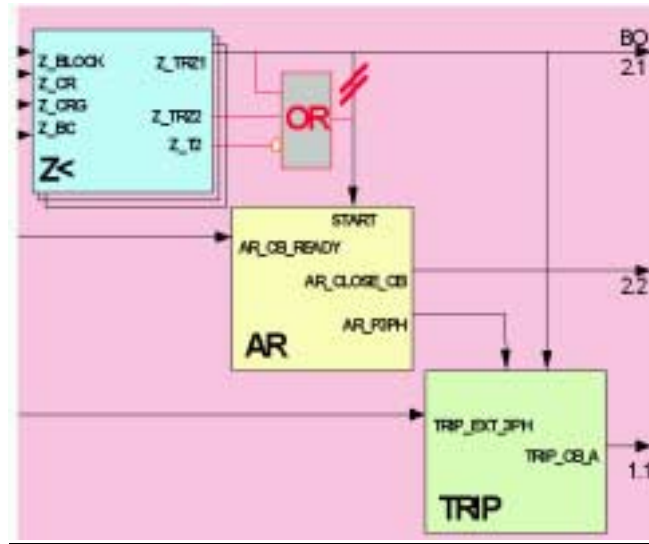 BO
Z_BLOCK Z_TRZ1
2.1
Z_CR
Z_CRG Z_TRZ2
Z_BC Z_T2
OR
Z<
START
AR_CB_READY
AR_CLOSE_CB
2.2
AR_P3PH
AR
TRIP_EXT_3PH
TRIP_CB_A
1.1
TRIP